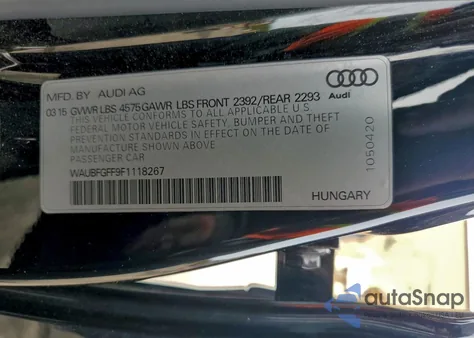 MFD. BY AUDI AG
Audi
03 15 GVWR LBS 4575 GAWR LBS FRONT 2392/REAR 2293
THIS VEHICLE CONFORMS TO ALL APPLICABLE U.S.
FEDERAL MOTOR VEHICLE SAFETY, BUMPER AND THEFT
PREVENTION STANDARDS IN EFFECT ON THE DATE OF
MANUFACTURE SHOWN ABOVE
PASSENGER CAR
1050420
WAUBFGFF9F1118267
HUNGARY
autoSnap